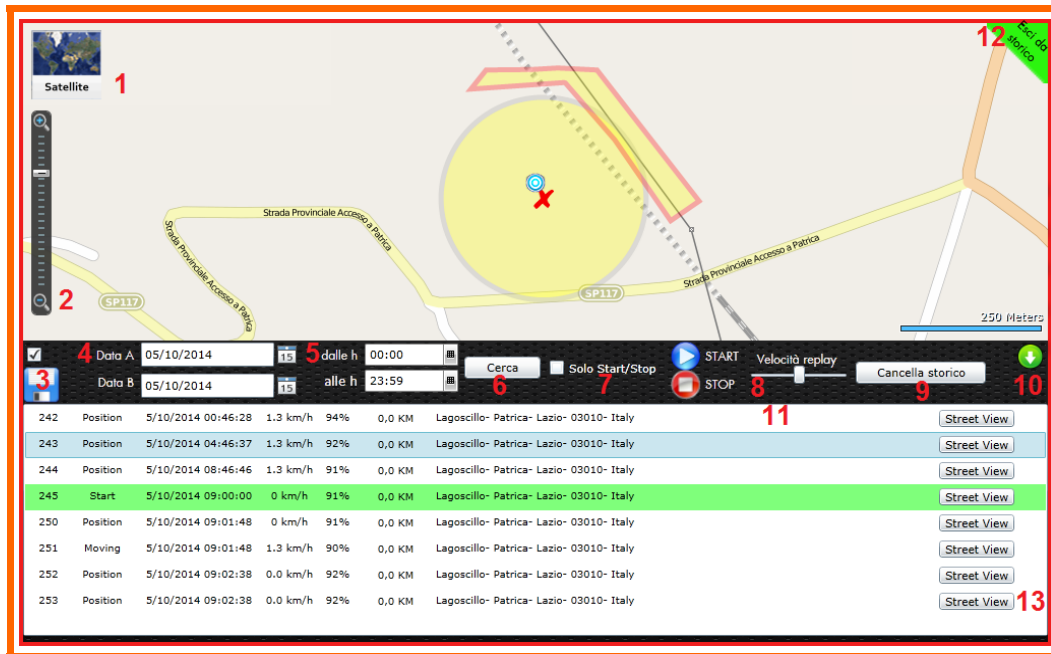 Satellite
1
2
12
Esci da
storico
Strada Provinciale Accesso a Patrica
Strada Provinciale Accesso a Patrica
Strada Provinciale Accesso a Patrica
SP117
SP117
250 Meters
3
4 Data A 05/10/2014 15
Data B 05/10/2014 15
5 dalle h 00:00
alle h 23:59
Cerca
6
Solo Start/Stop
7
START
STOP
Velocità replay
8
11
Cancella storico
9
10
242 Position 5/10/2014 00:46:28 1.3 km/h 94% 0,0 KM Lagoscillo- Patrica- Lazio- 03010- Italy Street View
243 Position 5/10/2014 04:46:37 1.3 km/h 92% 0,0 KM Lagoscillo- Patrica- Lazio- 03010- Italy Street View
244 Position 5/10/2014 08:46:46 1.3 km/h 91% 0,0 KM Lagoscillo- Patrica- Lazio- 03010- Italy Street View
245 Start 5/10/2014 09:00:00 0 km/h 91% 0,0 KM Lagoscillo- Patrica- Lazio- 03010- Italy Street View
250 Position 5/10/2014 09:01:48 0 km/h 91% 0,0 KM Lagoscillo- Patrica- Lazio- 03010- Italy Street View
251 Moving 5/10/2014 09:01:48 1.3 km/h 90% 0,0 KM Lagoscillo- Patrica- Lazio- 03010- Italy Street View
252 Position 5/10/2014 09:02:38 0.0 km/h 92% 0,0 KM Lagoscillo- Patrica- Lazio- 03010- Italy Street View
253 Position 5/10/2014 09:02:38 0.0 km/h 92% 0,0 KM Lagoscillo- Patrica- Lazio- 03010- Italy Street View 13